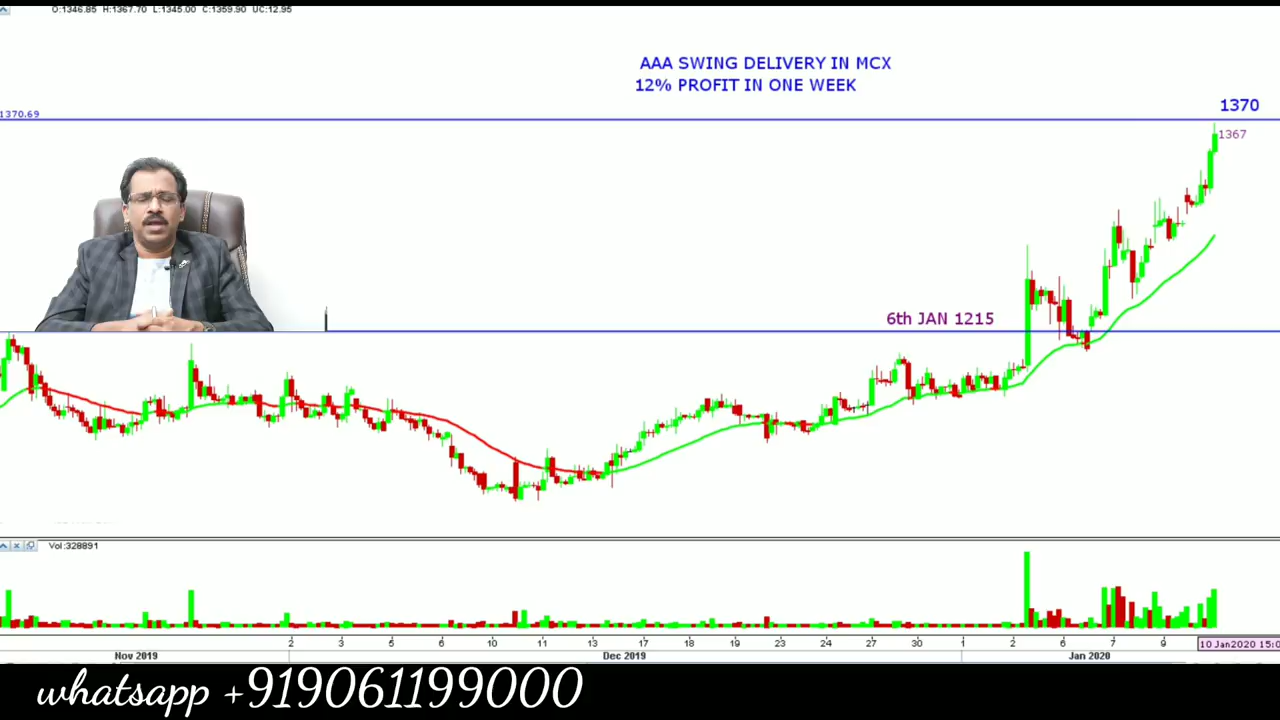 O:1346.85 H:1367.70 L:1345.00 C:1359.90 UC:12.95
AAA SWING DELIVERY IN MCX
12% PROFIT IN ONE WEEK
1370
1370.69
1367
6th JAN 1215
Vol:328891
2 3 5 6 10 11 13 17 18 19 23 24 26 27 30 1 2 6 7 9 10 Jan2020 15:0
Nov 2019 Dec 2019 Jan 2020
whatsapp +919061199000